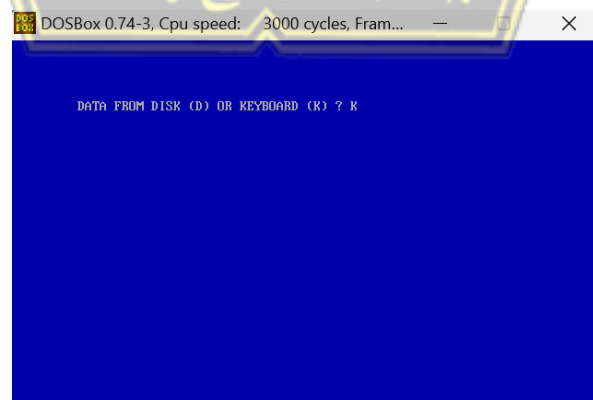 DOSBox 0.74-3, Cpu speed: 3000 cycles, Fram...
DATA FROM DISK (D) OR KEYBOARD (K) ? K